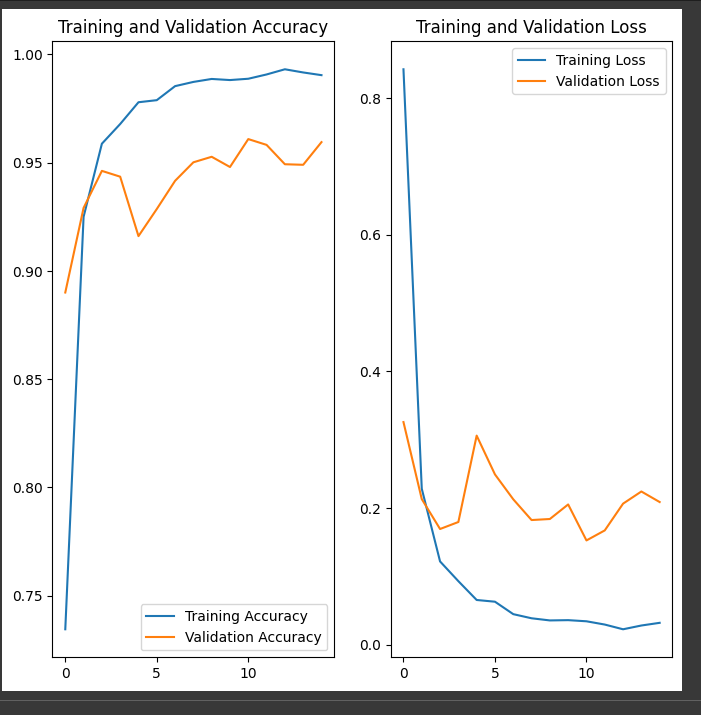 Training and Validation Accuracy
1.00
0.95
0.90
0.85
0.80
0.75
Training Accuracy
Validation Accuracy
0
5
10
Training and Validation Loss
Training Loss
Validation Loss
0.8
0.6
0.4
0.2
0.0
0
5
10